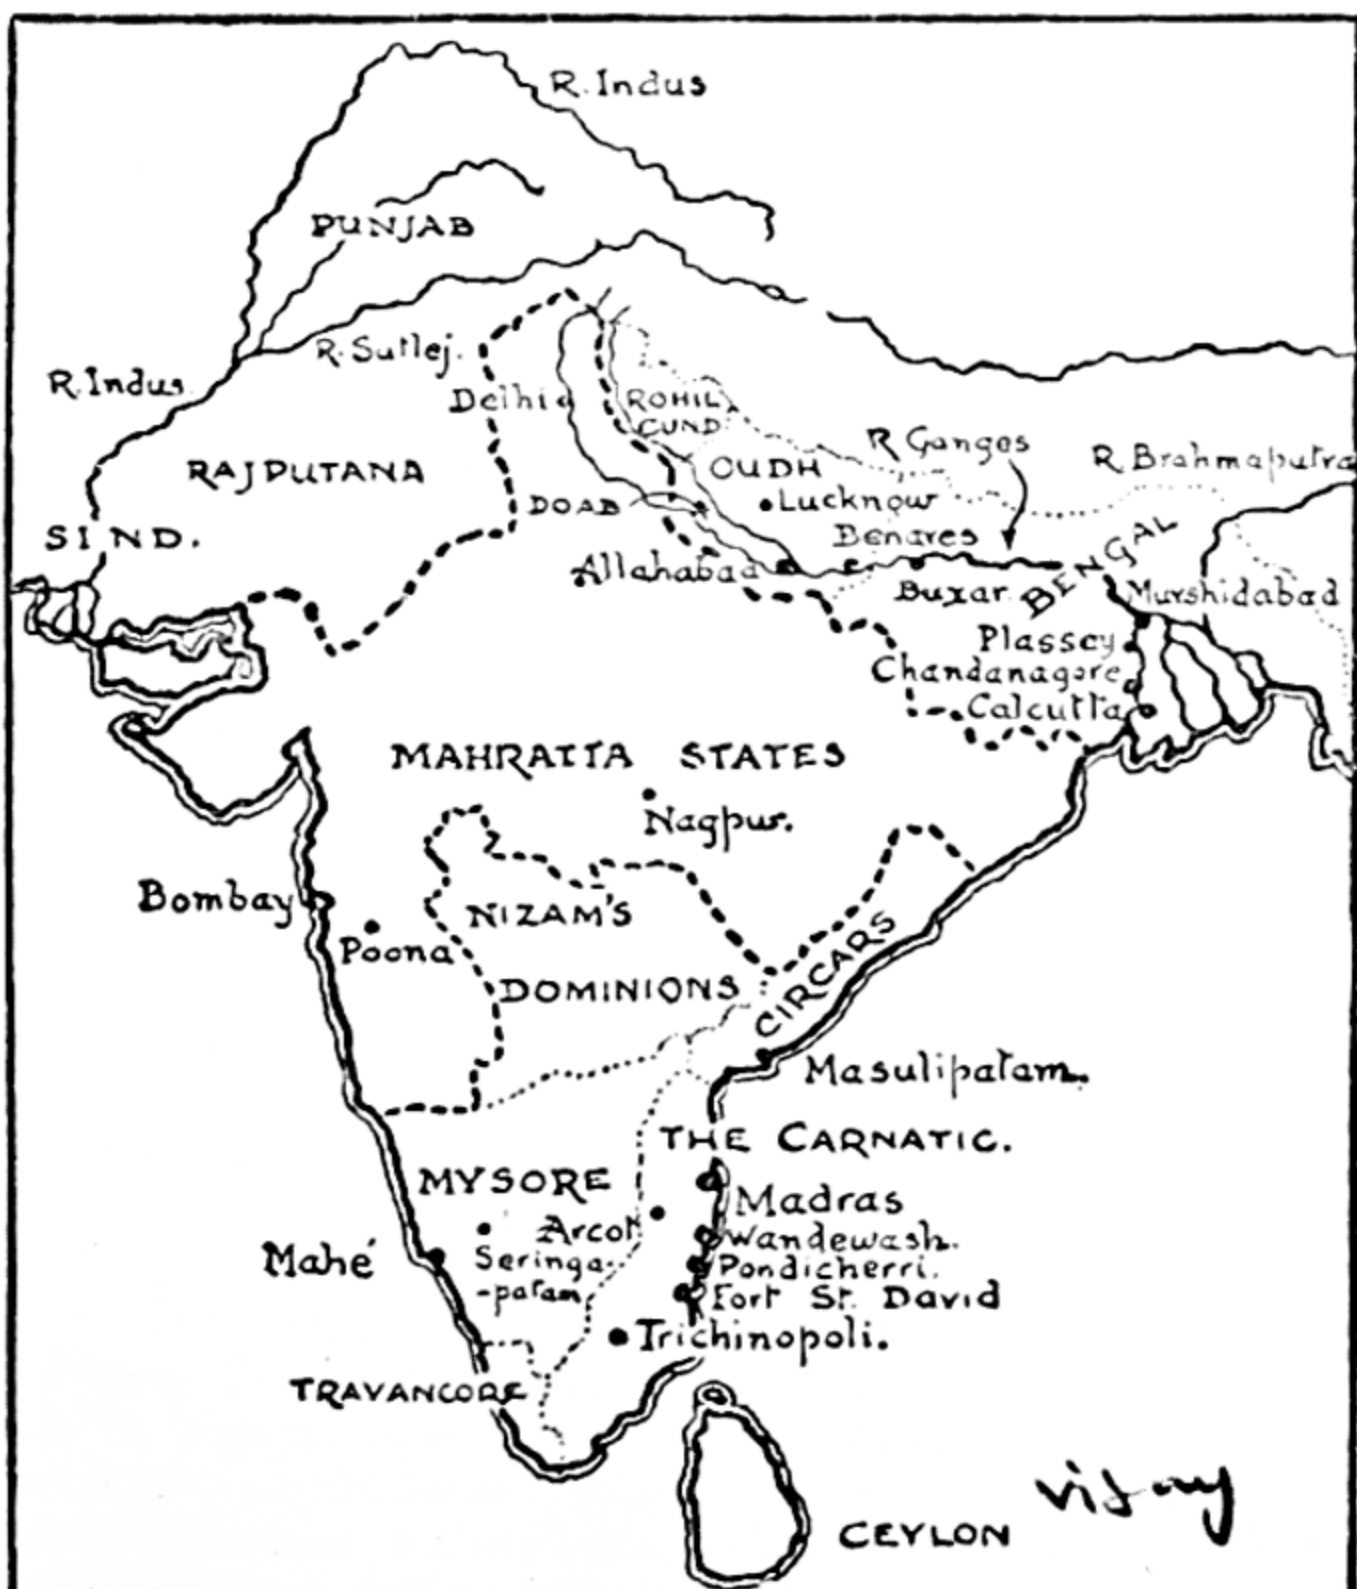 R. Indus
PUNJAB
R. Sutlej.
R. Indus
Delhi
ROHIL
CUND
R Ganges
R. Brahmaputra
RAJPUTANA
OUDH
Lucknow
DOAB
SIND.
Benares
BENGAL
Allahabad
Buxar
Murshidabad
Plassey
Chandanagore
Calcutta
MAHRATTA STATES
Nagpur.
Bombay
NIZAM'S
Poona
DOMINIONS
CIRCARS
Masulipatam.
THE CARNATIC.
MYSORE
Madras
Arcot
Wandewash.
Mahé
Seringa-
-patam
Pondicherri.
Fort St. David
Trichinopoli.
TRAVANCORE
CEYLON